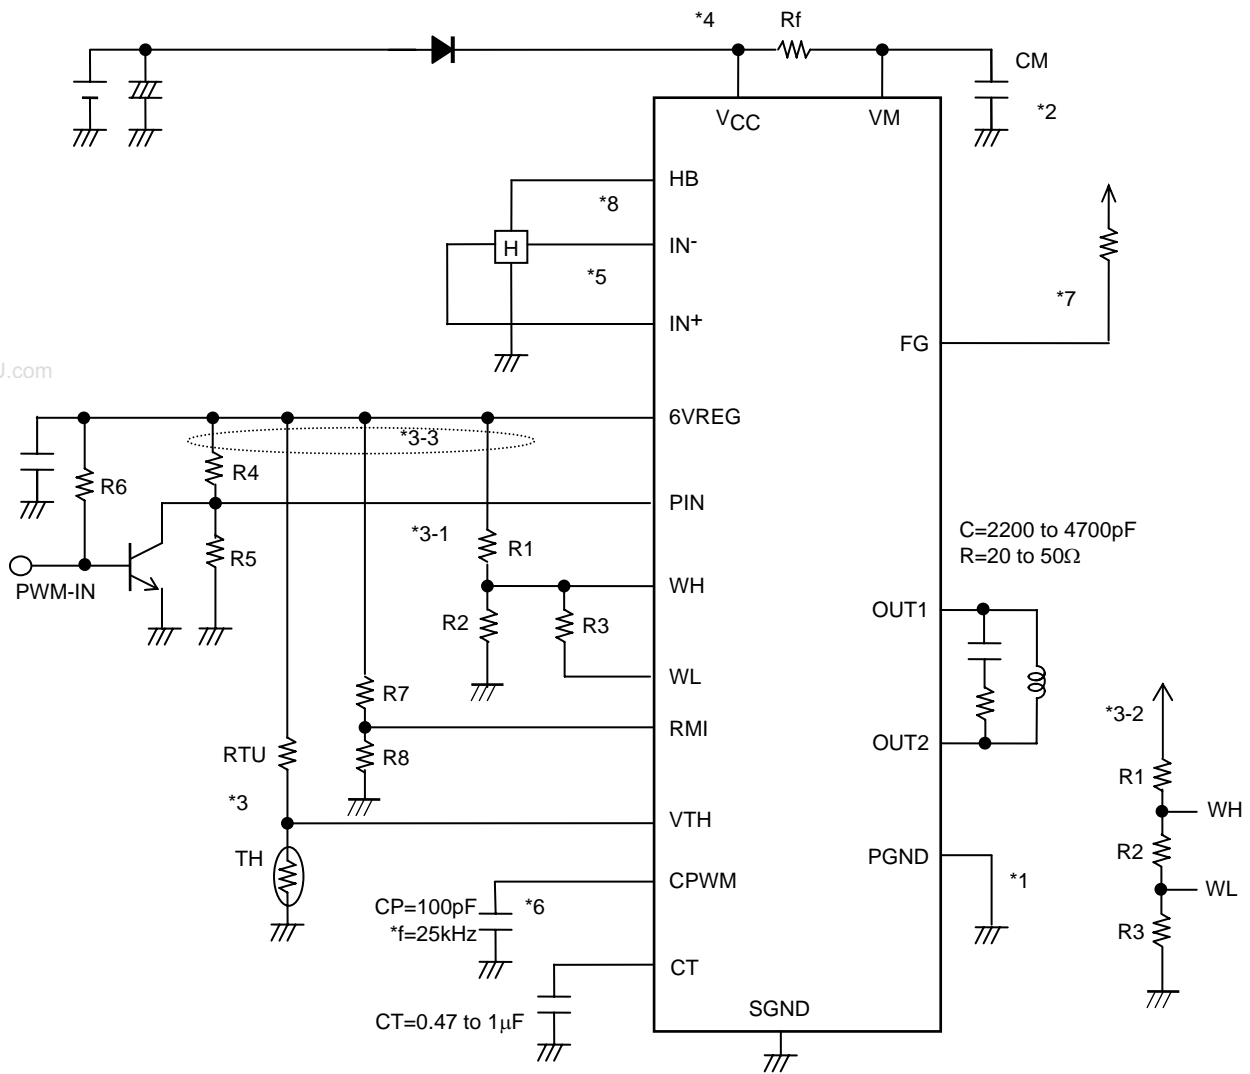 *4
Rf
CM
*2
VCC
VM
HB
*8
H
IN-
*5
IN+
*7
FG
U.com
6VREG
*3-3
R4
R6
PIN
*3-1
R1
R5
C=2200 to 4700pF
R=20 to 50Ω
PWM-IN
WH
OUT1
R2
R3
WL
R7
*3-2
RMI
OUT2
RTU
R8
R1
*3
VTH
WH
TH
PGND
R2
*1
CPWM
WL
CP=100pF
*6
*f=25kHz
R3
CT
SGND
CT=0.47 to 1μF